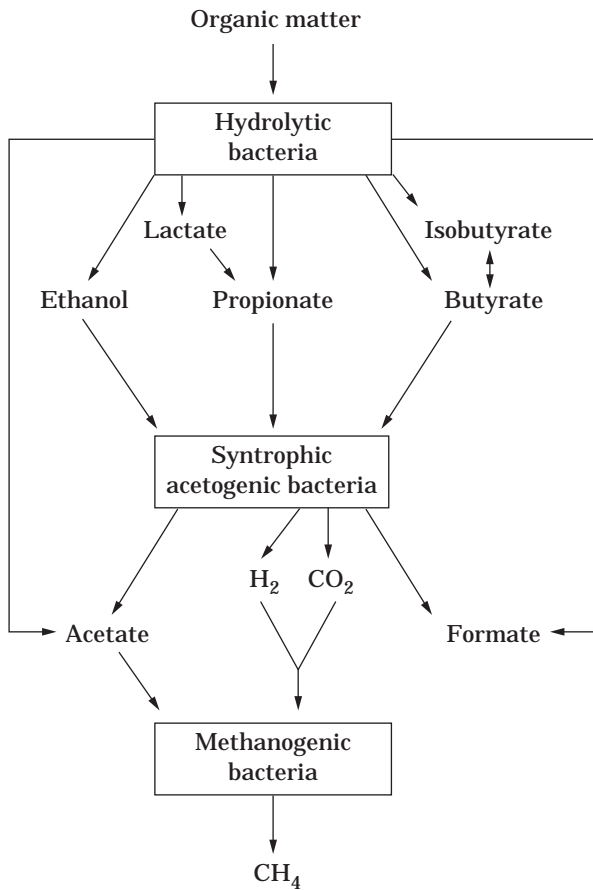 Organic matter
Hydrolytic
bacteria
Lactate
Isobutyrate
Ethanol
Propionate
Butyrate
Syntrophic
acetogenic bacteria
H₂
CO₂
Acetate
Formate
Methanogenic
bacteria
CH₄